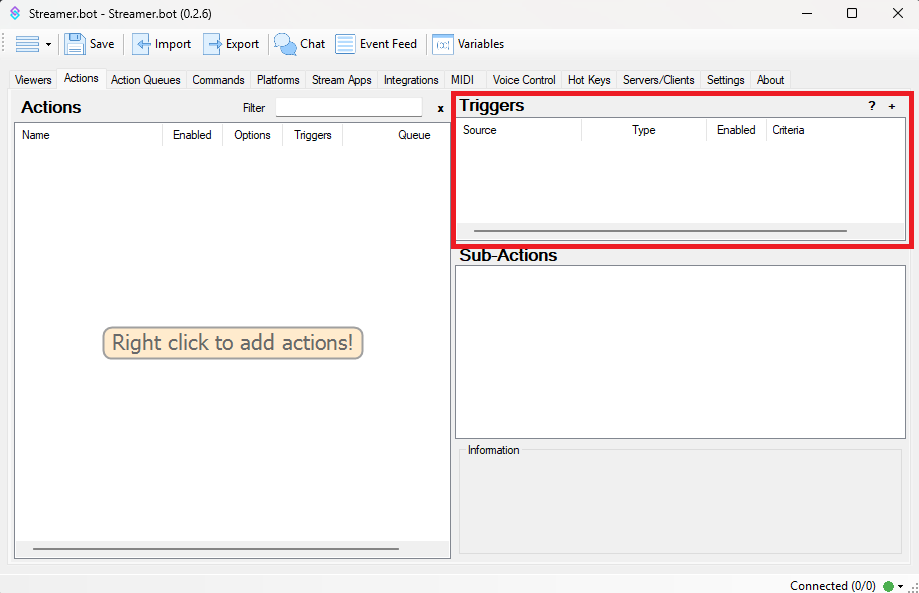 Streamer.bot - Streamer.bot (0.2.6)
Save Import Export Chat Event Feed Variables
Viewers Actions Action Queues Commands Platforms Stream Apps Integrations MIDI Voice Control Hot Keys Servers/Clients Settings About
Actions Filter x
Name Enabled Options Triggers Queue
Right click to add actions!
Triggers ? +
Source Type Enabled Criteria
Sub-Actions
Information
Connected (0/0)